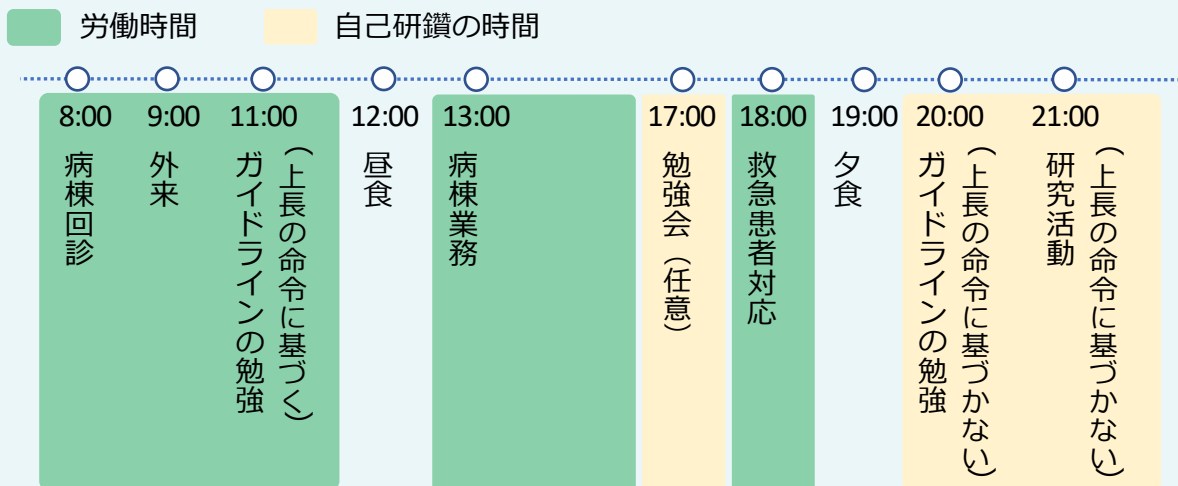 労働時間
自己研鑽の時間
8:00
病棟回診
9:00
外来
11:00
ガイドラインの勉強
（上長の命令に基づく）
12:00
昼食
13:00
病棟業務
17:00
勉強会（任意）
18:00
救急患者対応
19:00
夕食
20:00
ガイドラインの勉強
（上長の命令に基づかない）
21:00
研究活動
（上長の命令に基づかない）